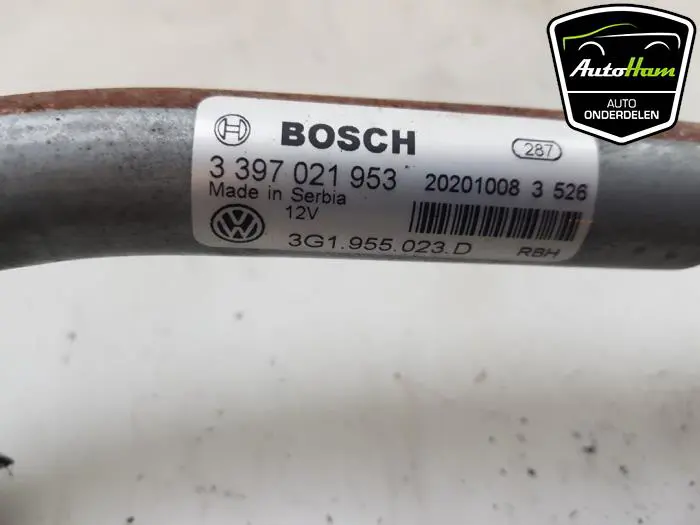 AutoHam
AUTO
ONDERDELEN
BOSCH
287
3 397 021 953
20201008 3 526
Made in Serbia
12V
VW
3G1.955.023.D
RBH